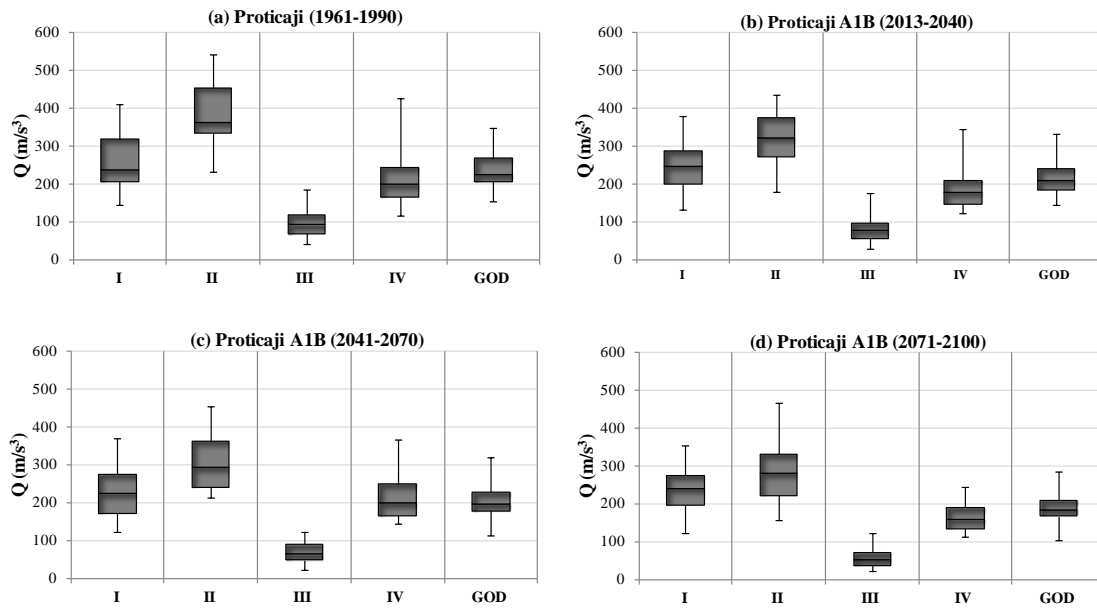 (a) Proticaji (1961-1990)
600
500
400
300
200
100
0
Q (m/s³)
I II III IV GOD
(b) Proticaji A1B (2013-2040)
600
500
400
300
200
100
0
Q (m/s³)
I II III IV GOD
(c) Proticaji A1B (2041-2070)
600
500
400
300
200
100
0
Q (m/s³)
I II III IV GOD
(d) Proticaji A1B (2071-2100)
600
500
400
300
200
100
0
Q (m/s³)
I II III IV GOD